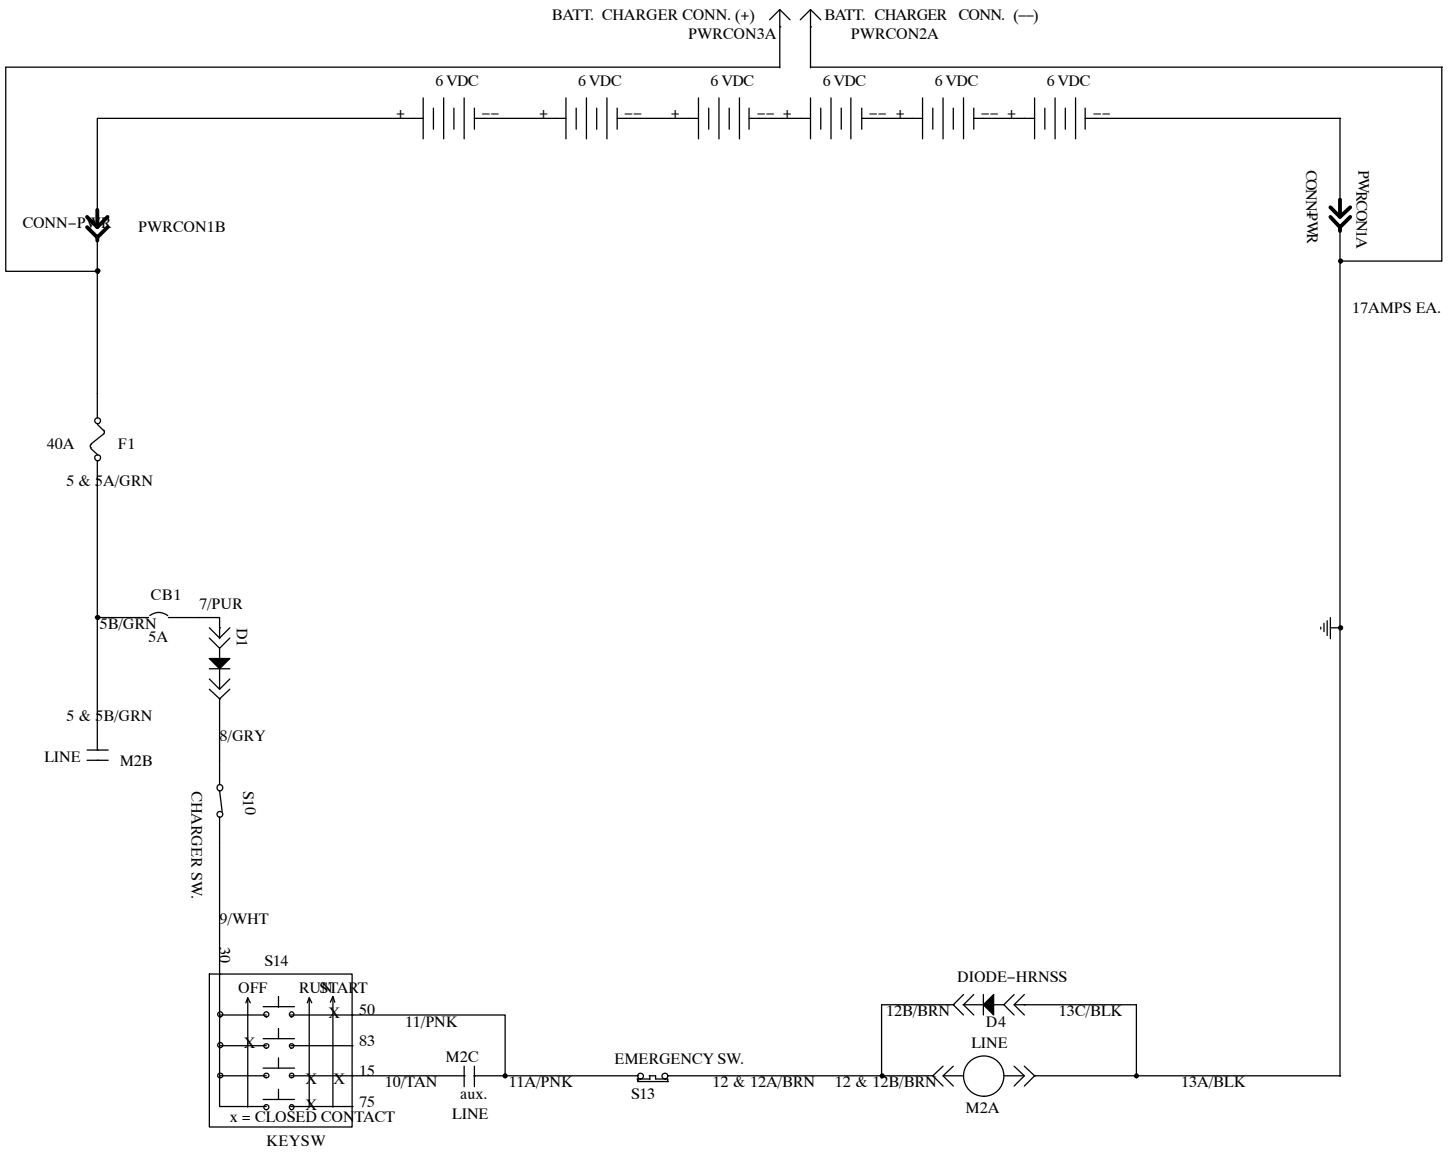 BATT. CHARGER CONN. (+)
BATT. CHARGER CONN. (—)
PWRCON3A
PWRCON2A
6 VDC
6 VDC
6 VDC
6 VDC
6 VDC
6 VDC
+ -- + -- + -- + -- + -- + --
CONN-PWR
PWRCON1B
PWRCON1A
CONN-PWR
17AMPS EA.
40A
F1
5 & 5A/GRN
CB1
7/PUR
5B/GRN
5A
D1
5 & 5B/GRN
8/GRY
LINE
M2B
S10
CHARGER SW.
9/WHT
30
S14
OFF
RUN
START
X
50
11/PNK
X
83
X X
15
10/TAN
M2C
aux.
LINE
11A/PNK
EMERGENCY SW.
S13
12 & 12A/BRN
12 & 12B/BRN
DIODE-HRNSS
12B/BRN
13C/BLK
D4
LINE
M2A
13A/BLK
X
75
x = CLOSED CONTACT
KEYSW